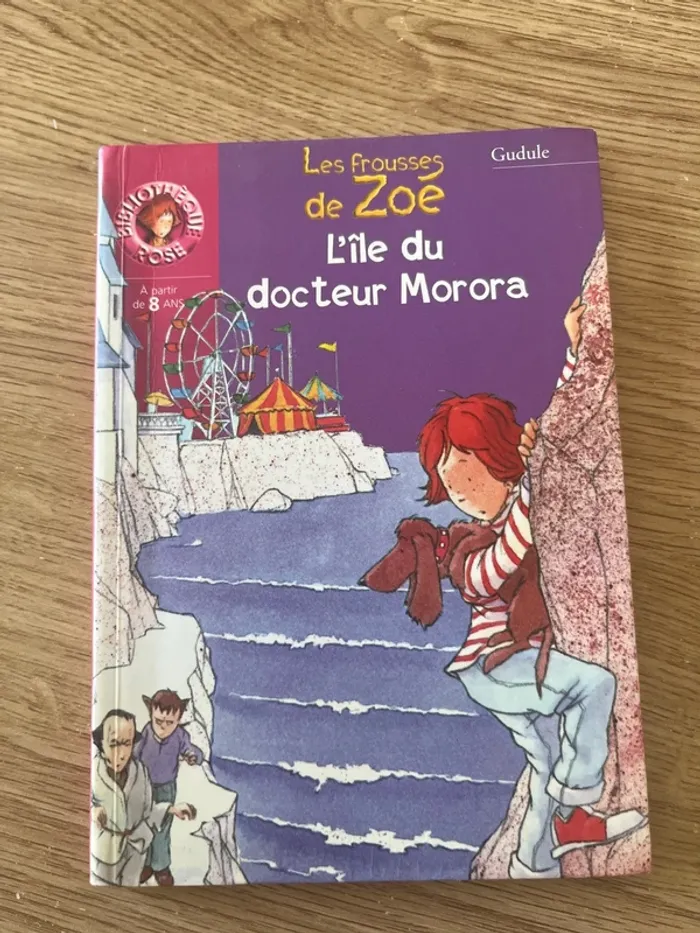 BIBLIOTHÈQUE
ROSE
À partir
de 8 ANS
Les frousses
de Zoé
Gudule
L'île du
docteur Morora